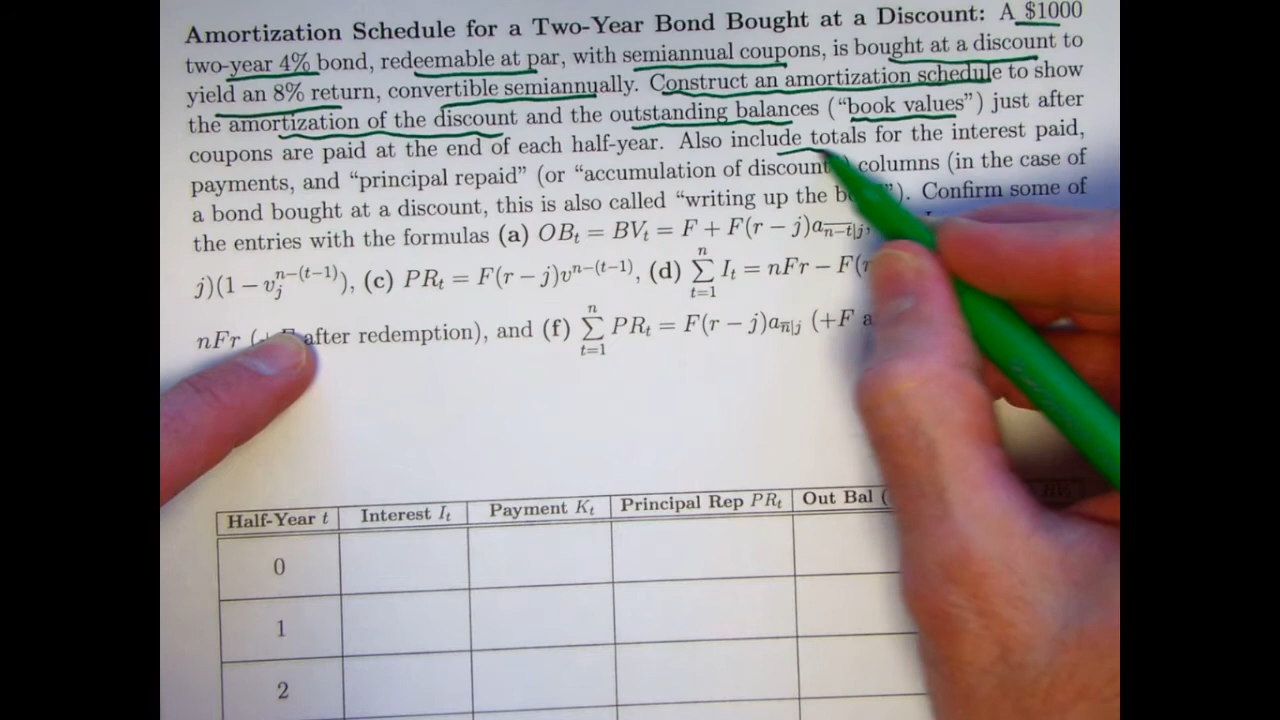 Amortization Schedule for a Two-Year Bond Bought at a Discount: A $1000
two-year 4% bond, redeemable at par, with semiannual coupons, is bought at a discount to
yield an 8% return, convertible semiannually. Construct an amortization schedule to show
the amortization of the discount and the outstanding balances (“book values”) just after
coupons are paid at the end of each half-year. Also include totals for the interest paid,
payments, and “principal repaid” (or “accumulation of discount columns (in the case of
a bond bought at a discount, this is also called “writing up the ”). Confirm some of
the entries with the formulas (a) OB_t = BV_t = F + F(r − j)a_{\overline{n−t}|j},
j)(1 − v_j^{n−(t−1)}), (c) PR_t = F(r − j)v^{n−(t−1)}, (d) \sum_{t=1}^{n} I_t = nFr − F(r
nFr ( after redemption), and (f) \sum_{t=1}^{n} PR_t = F(r − j)a_{\overline{n}|j} (+F
Half-Year t Interest I_t Payment K_t Principal Rep PR_t Out Bal (
0
1
2